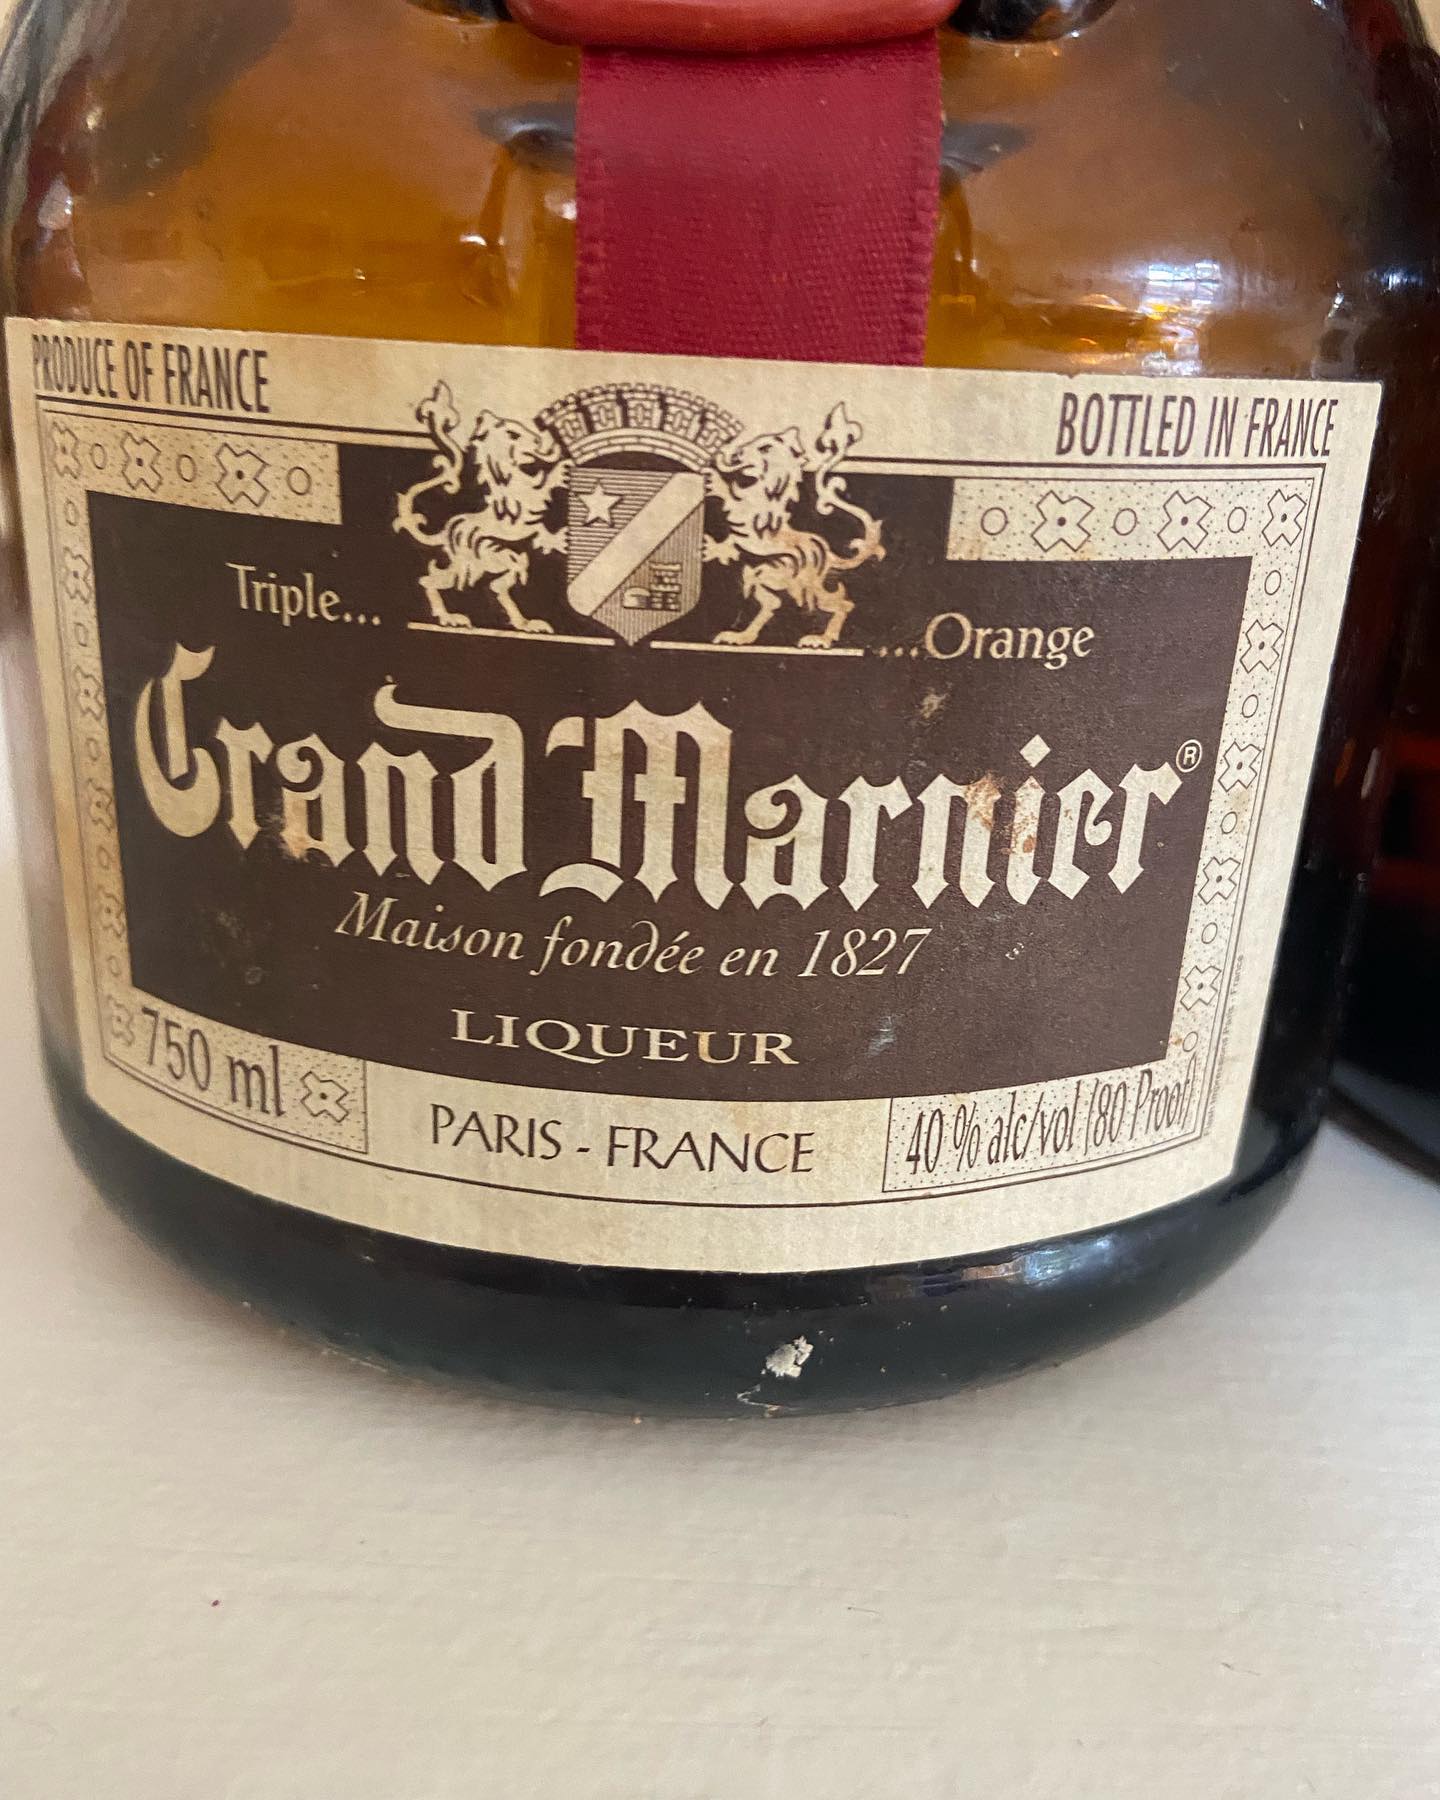 PRODUCE OF FRANCE
BOTTLED IN FRANCE
Triple... ...Orange
Grand Marnier®
Maison fondée en 1827
LIQUEUR
750 ml
PARIS - FRANCE
40 % alc/vol (80 Proof)